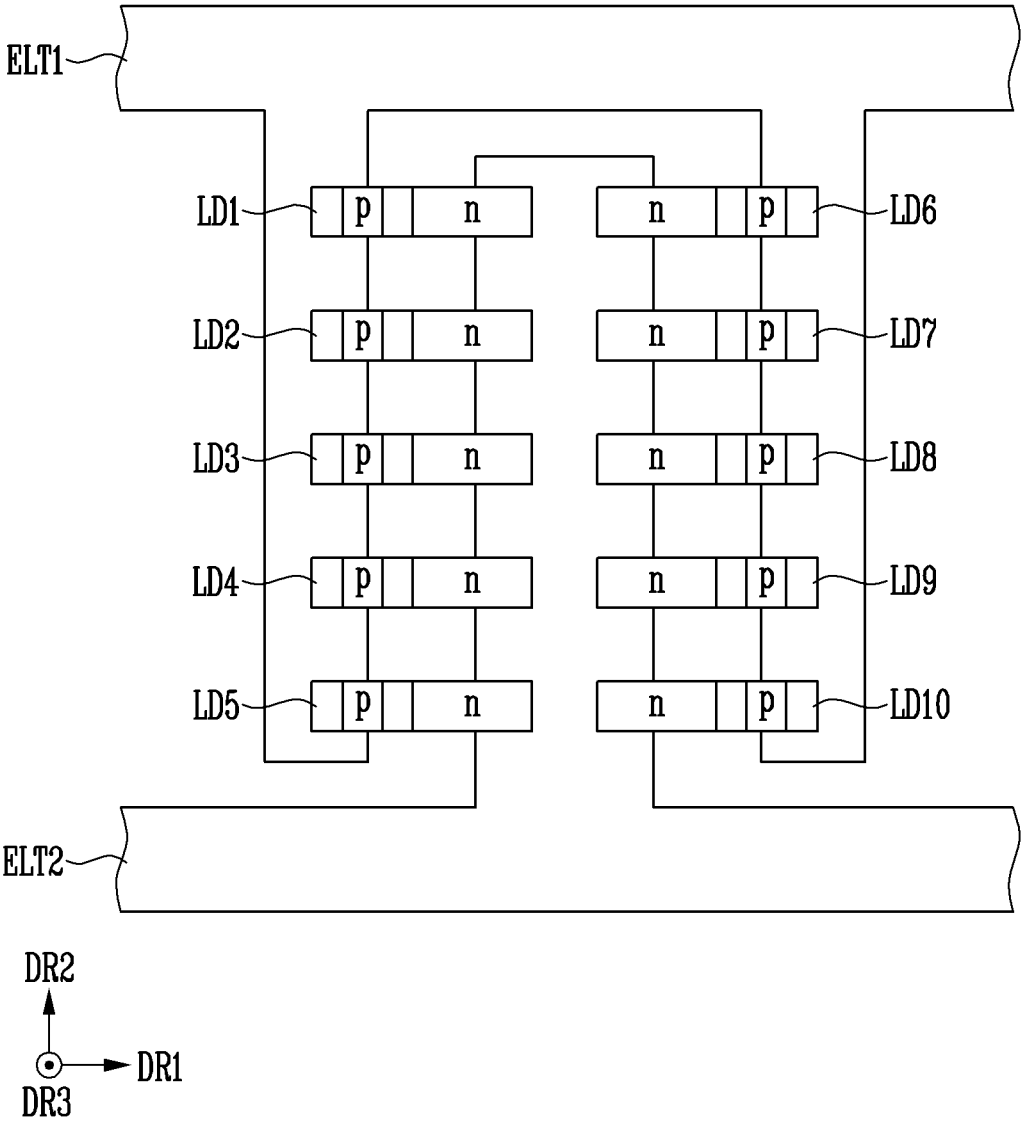 ELT1
LD1 p n n p LD6
LD2 p n n p LD7
LD3 p n n p LD8
LD4 p n n p LD9
LD5 p n n p LD10
ELT2
DR2
DR1
DR3